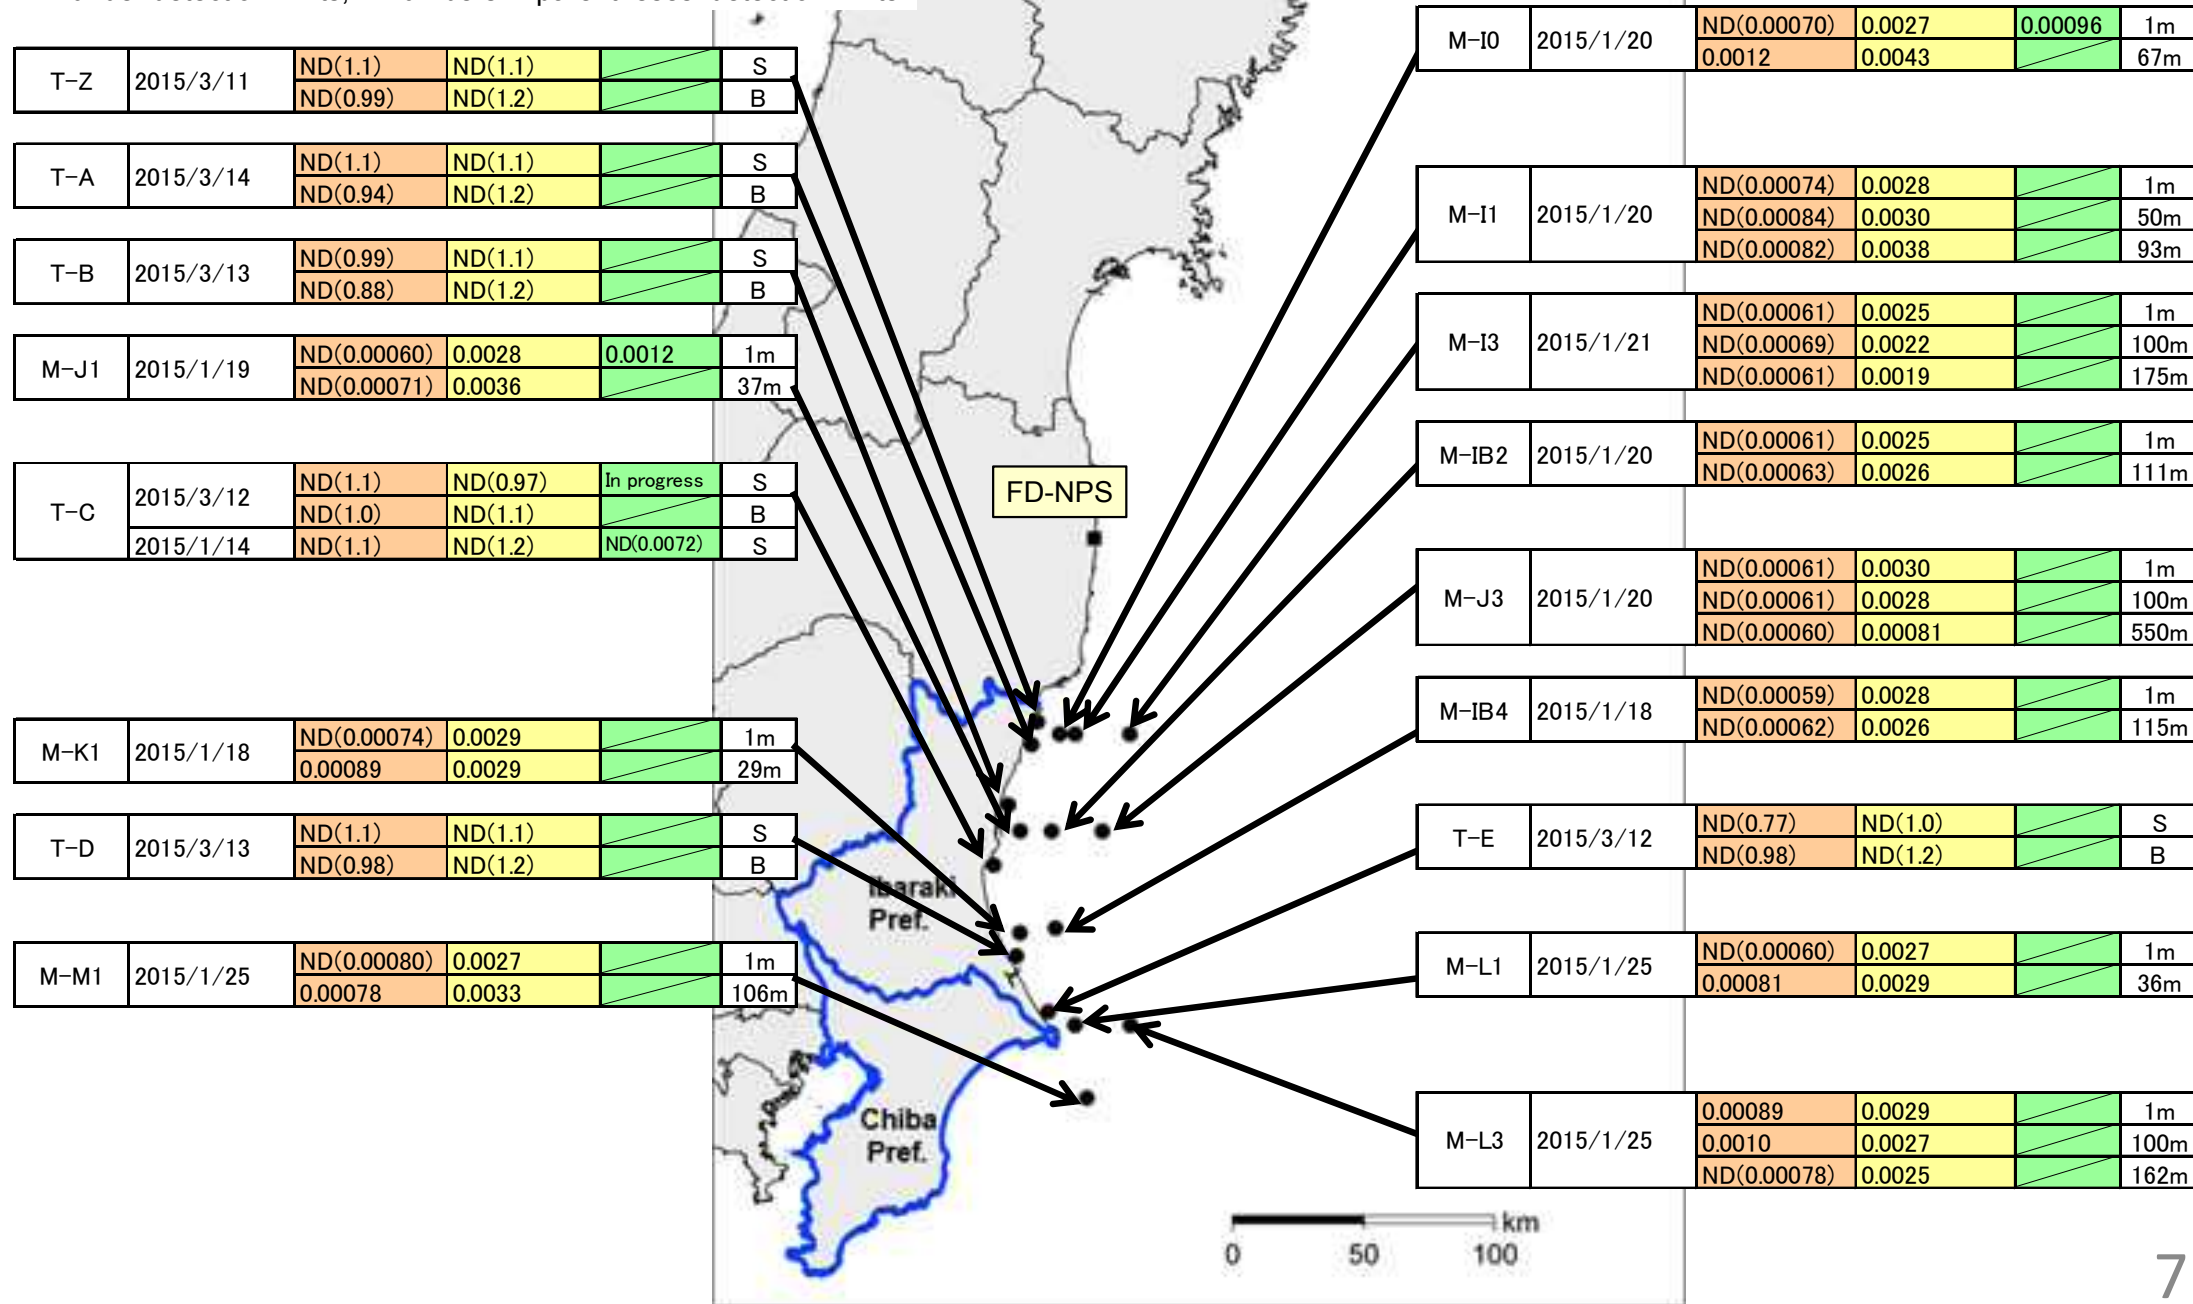 T-Z 2015/3/11 ND(1.1) ND(1.1) S
ND(0.99) ND(1.2) B
T-A 2015/3/14 ND(1.1) ND(1.1) S
ND(0.94) ND(1.2) B
T-B 2015/3/13 ND(0.99) ND(1.1) S
ND(0.88) ND(1.2) B
M-J1 2015/1/19 ND(0.00060) 0.0028 0.0012 1m
ND(0.00071) 0.0036 37m
T-C 2015/3/12 ND(1.1) ND(0.97) In progress S
ND(1.0) ND(1.1) B
2015/1/14 ND(1.1) ND(1.2) ND(0.0072) S
M-K1 2015/1/18 ND(0.00074) 0.0029 1m
0.00089 0.0029 29m
T-D 2015/3/13 ND(1.1) ND(1.1) S
ND(0.98) ND(1.2) B
M-M1 2015/1/25 ND(0.00080) 0.0027 1m
0.00078 0.0033 106m
FD-NPS
Ibaraki
Pref.
Chiba
Pref.
M-I0 2015/1/20 ND(0.00070) 0.0027 0.00096 1m
0.0012 0.0043 67m
M-I1 2015/1/20 ND(0.00074) 0.0028 1m
ND(0.00084) 0.0030 50m
ND(0.00082) 0.0038 93m
M-I3 2015/1/21 ND(0.00061) 0.0025 1m
ND(0.00069) 0.0022 100m
ND(0.00061) 0.0019 175m
M-IB2 2015/1/20 ND(0.00061) 0.0025 1m
ND(0.00063) 0.0026 111m
M-J3 2015/1/20 ND(0.00061) 0.0030 1m
ND(0.00061) 0.0028 100m
ND(0.00060) 0.00081 550m
M-IB4 2015/1/18 ND(0.00059) 0.0028 1m
ND(0.00062) 0.0026 115m
T-E 2015/3/12 ND(0.77) ND(1.0) S
ND(0.98) ND(1.2) B
M-L1 2015/1/25 ND(0.00060) 0.0027 1m
0.00081 0.0029 36m
M-L3 2015/1/25 0.00089 0.0029 1m
0.0010 0.0027 100m
ND(0.00078) 0.0025 162m
km
0 50 100
7